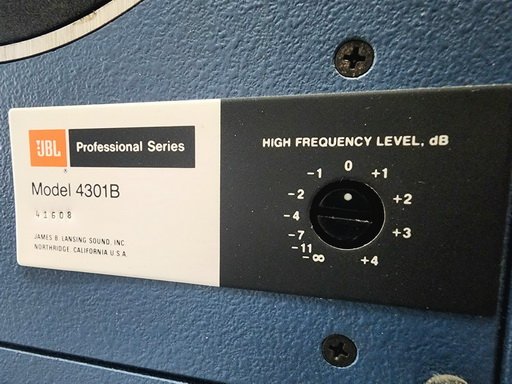 JBL
Professional Series
Model 4301B
41608
JAMES B. LANSING SOUND, INC.
NORTHRIDGE, CALIFORNIA U.S.A.
HIGH FREQUENCY LEVEL, dB
0
-1 +1
-2 +2
-4
-7 +3
-11
-∞ +4